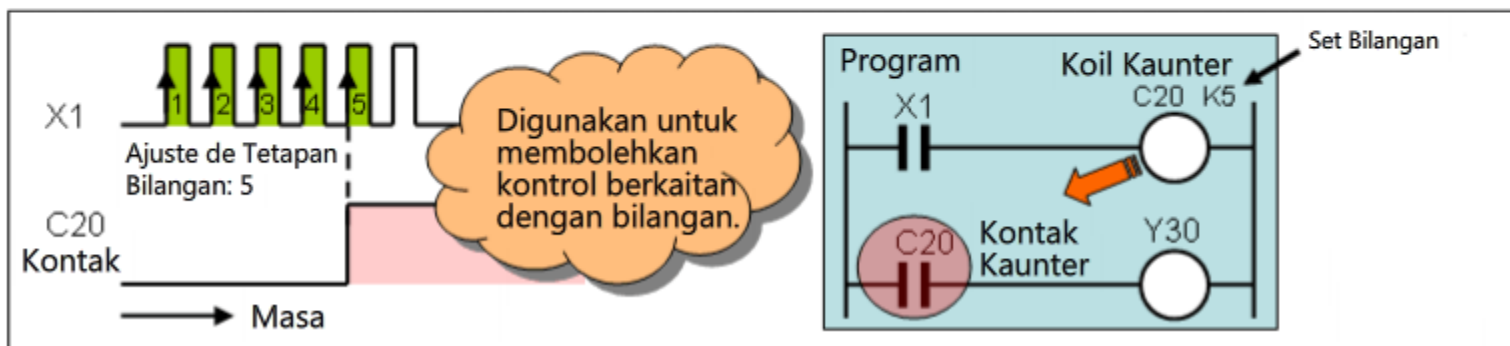 1 2 3 4 5
X1
Ajuste de Tetapan
Bilangan: 5
C20
Kontak
Masa
Digunakan untuk
membolehkan
kontrol berkaitan
dengan bilangan.
Program
Koil Kaunter
Set Bilangan
X1
C20 K5
C20
Kontak
Kaunter
Y30